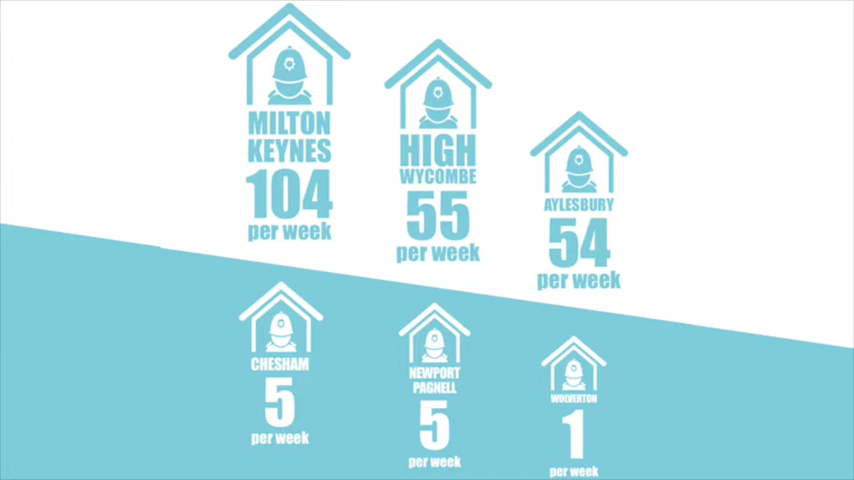 MILTON
KEYNES
104
per week
HIGH
WYCOMBE
55
per week
AYLESBURY
54
per week
CHESHAM
5
per week
NEWPORT
PAGNELL
5
per week
WOLVERTON
1
per week